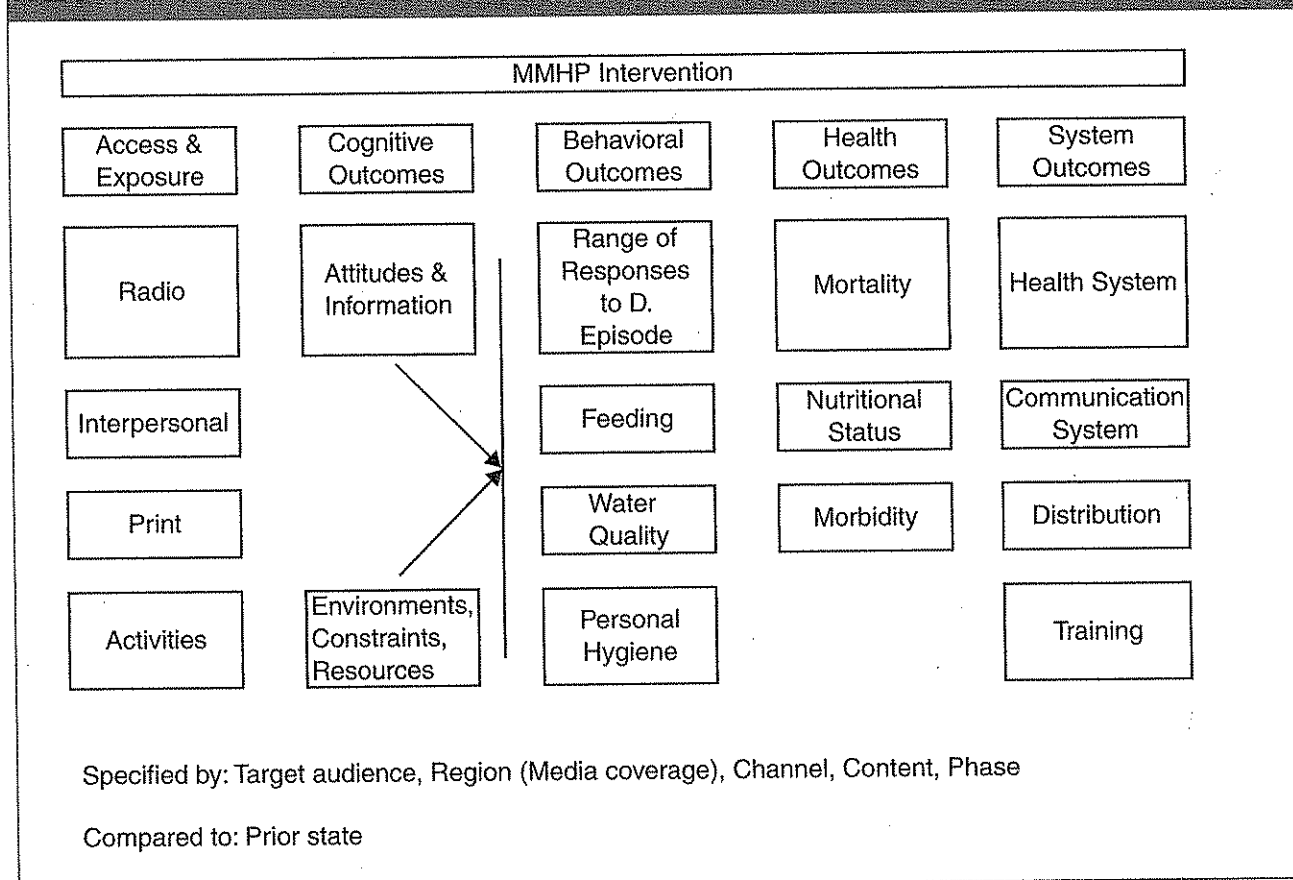 MMHP Intervention
Access &
Exposure
Cognitive
Outcomes
Behavioral
Outcomes
Health
Outcomes
System
Outcomes
Radio
Attitudes &
Information
Range of
Responses
to D.
Episode
Mortality
Health System
Interpersonal
Feeding
Nutritional
Status
Communication
System
Print
Water
Quality
Morbidity
Distribution
Activities
Environments,
Constraints,
Resources
Personal
Hygiene
Training
Specified by: Target audience, Region (Media coverage), Channel, Content, Phase
Compared to: Prior state